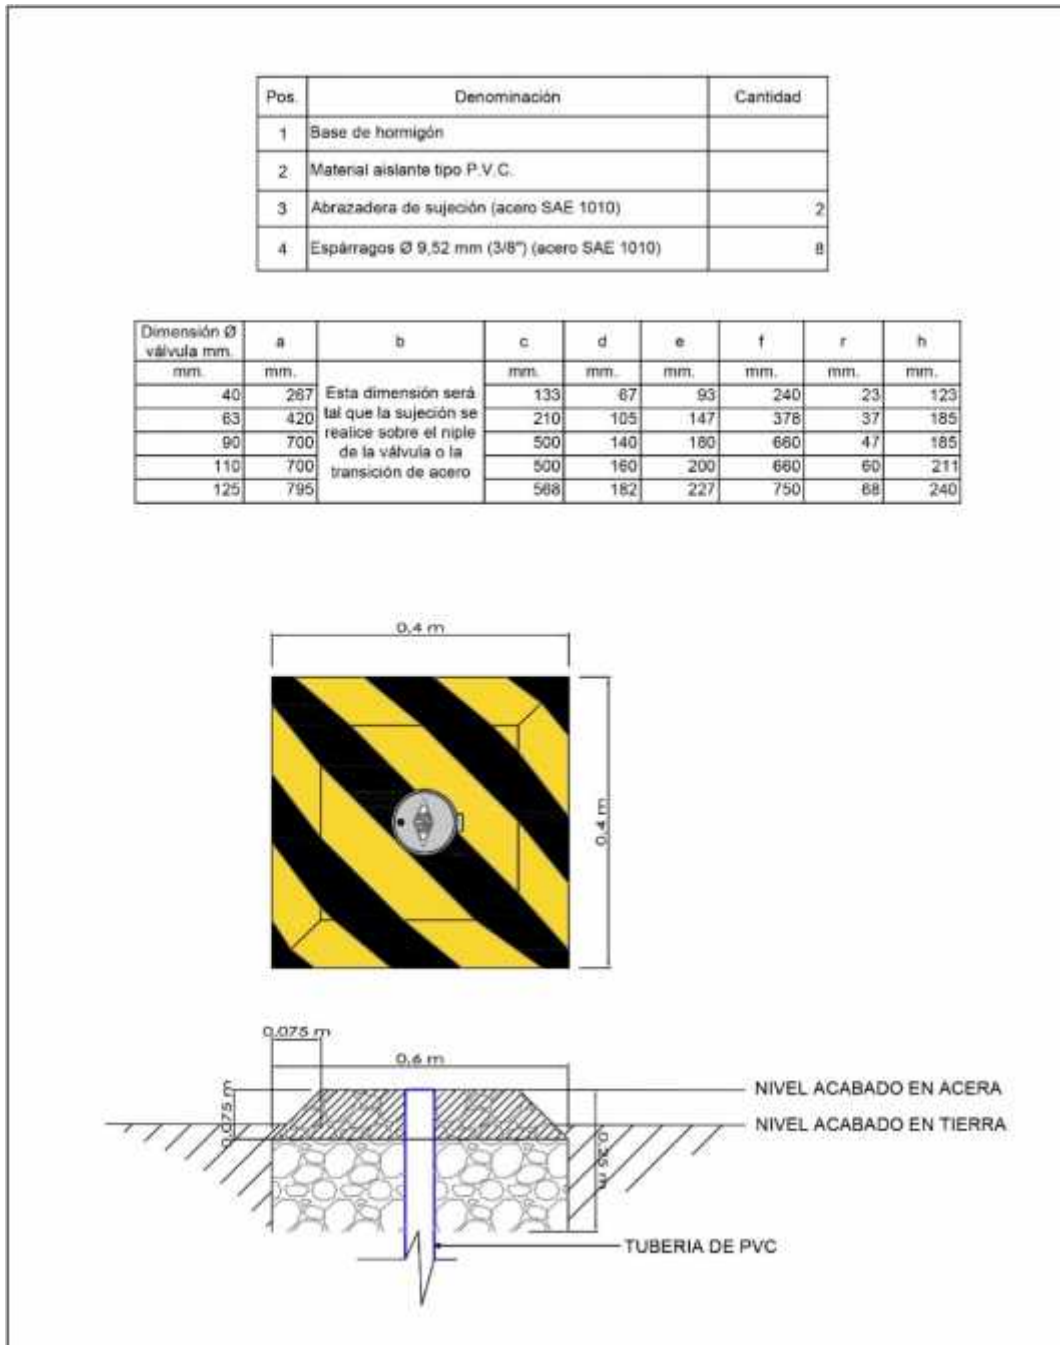 Pos. Denominación Cantidad
1 Base de hormigón
2 Material aislante tipo P.V.C.
3 Abrazadera de sujeción (acero SAE 1010) 2
4 Espárragos Ø 9,52 mm (3/8") (acero SAE 1010) 8
Dimensión Ø
válvula mm. a b c d e f r h
mm. mm. mm. mm. mm. mm. mm. mm.
Esta dimensión será
tal que la sujeción se
realice sobre el niple
de la válvula o la
transición de acero
40 267 133 67 93 240 23 123
63 420 210 105 147 378 37 185
90 700 500 140 180 660 47 185
110 700 500 160 200 660 60 211
125 795 568 182 227 750 68 240
0,4 m
0,4 m
0,075 m
0,6 m
0,075 m
NIVEL ACABADO EN ACERA
NIVEL ACABADO EN TIERRA
0,25 m
TUBERIA DE PVC